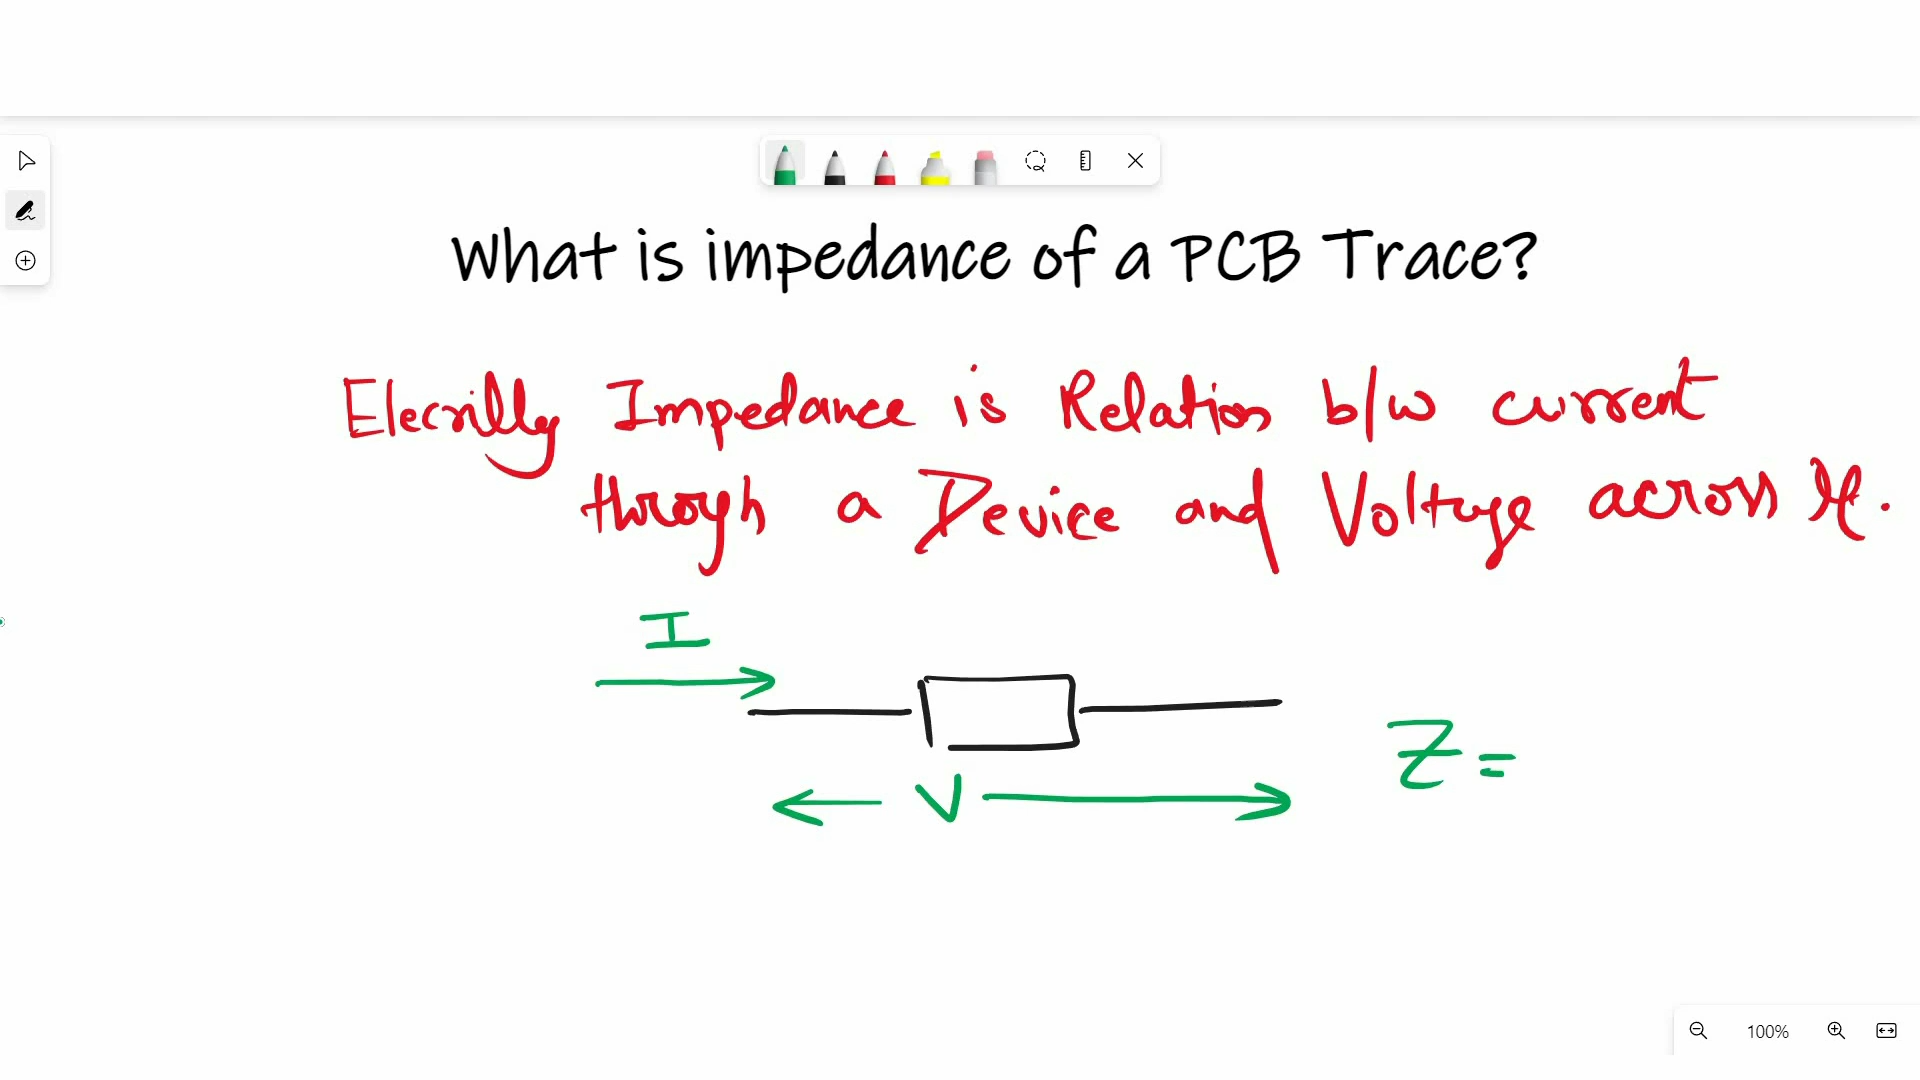 What is impedance of a PCB Trace?
Elecrilly Impedance is Relation b/w current
through a Device and Voltage across it.
I
V
Z =
100%